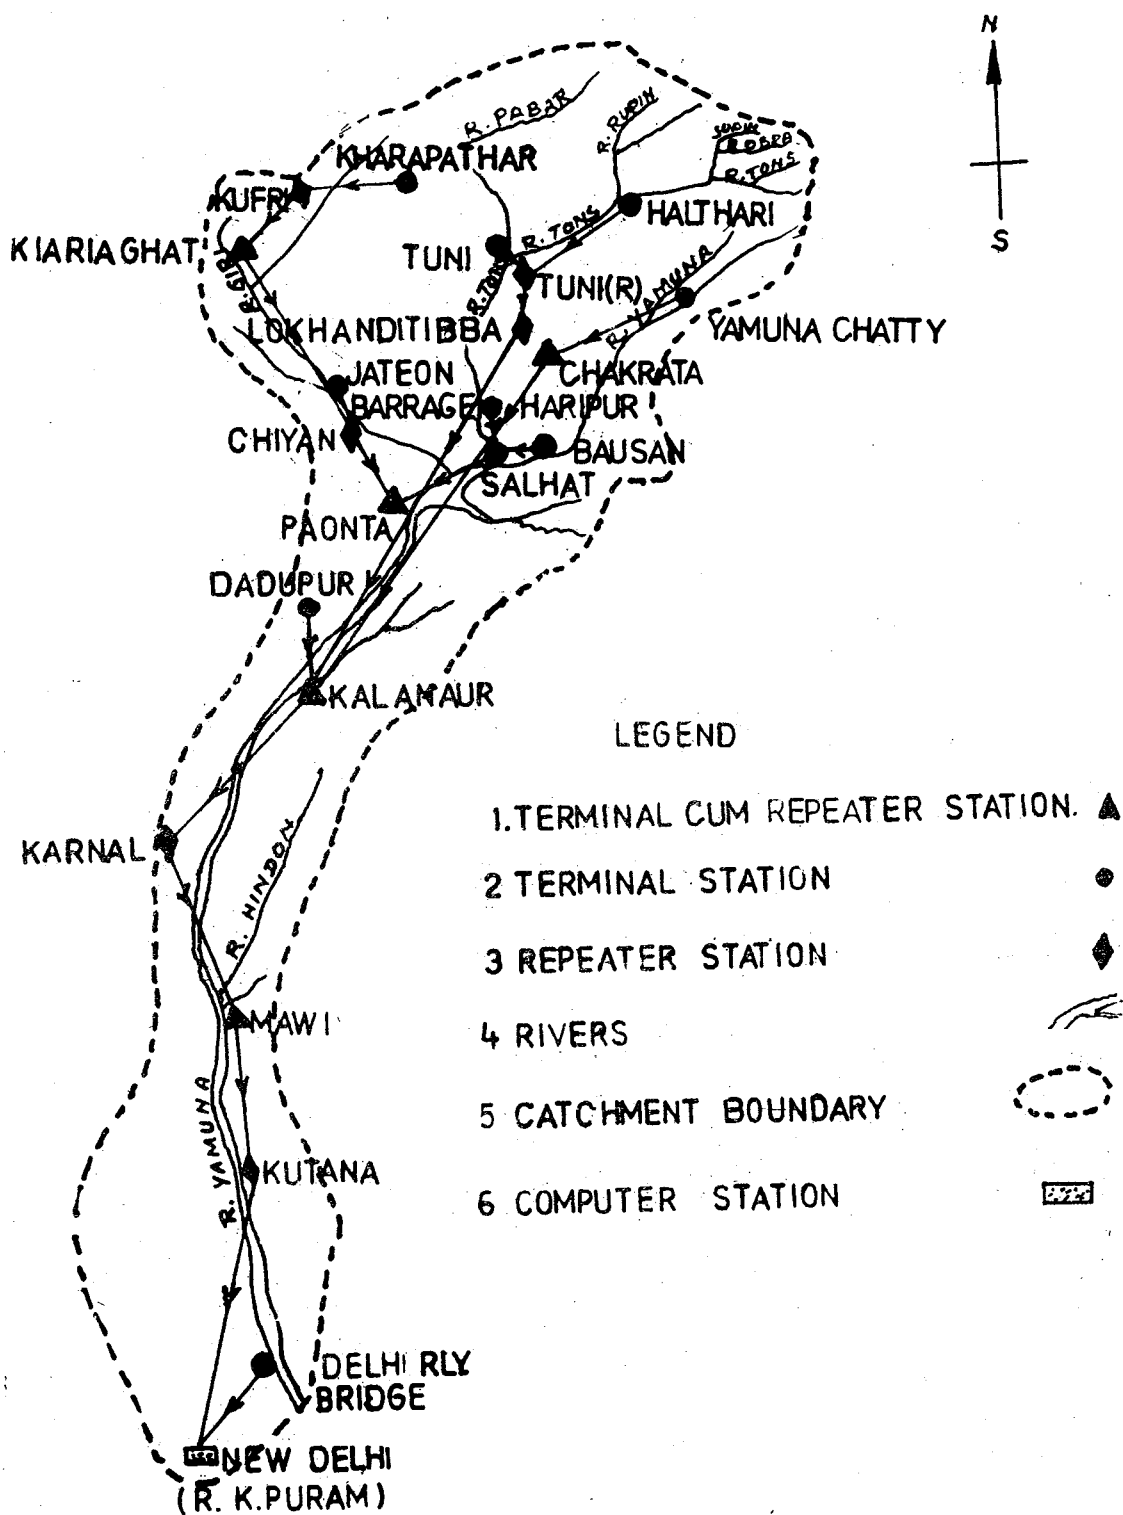 N
S
R. PABAR
R. RUPIN
SUPIN
R. OBRA
R. TONS
KHARAPATHAR
KUFRI
HALTHARI
KIARIAGHAT
R. GIRI
TUNI
R. TONS
R. TONS
TUNI(R)
R. YAMUNA
LOKHANDITIBBA
YAMUNA CHATTY
CHAKRATA
JATEON
BARRAGE
HARIPUR
CHIYAN
BAUSAN
SALHAT
PAONTA
DADUPUR
KALANAUR
LEGEND
1. TERMINAL CUM REPEATER STATION.
2 TERMINAL STATION
3 REPEATER STATION
4 RIVERS
5 CATCHMENT BOUNDARY
6 COMPUTER STATION
KARNAL
R. HINDON
MAWI
R. YAMUNA
KUTANA
DELHI RLY
BRIDGE
NEW DELHI
(R. K. PURAM)